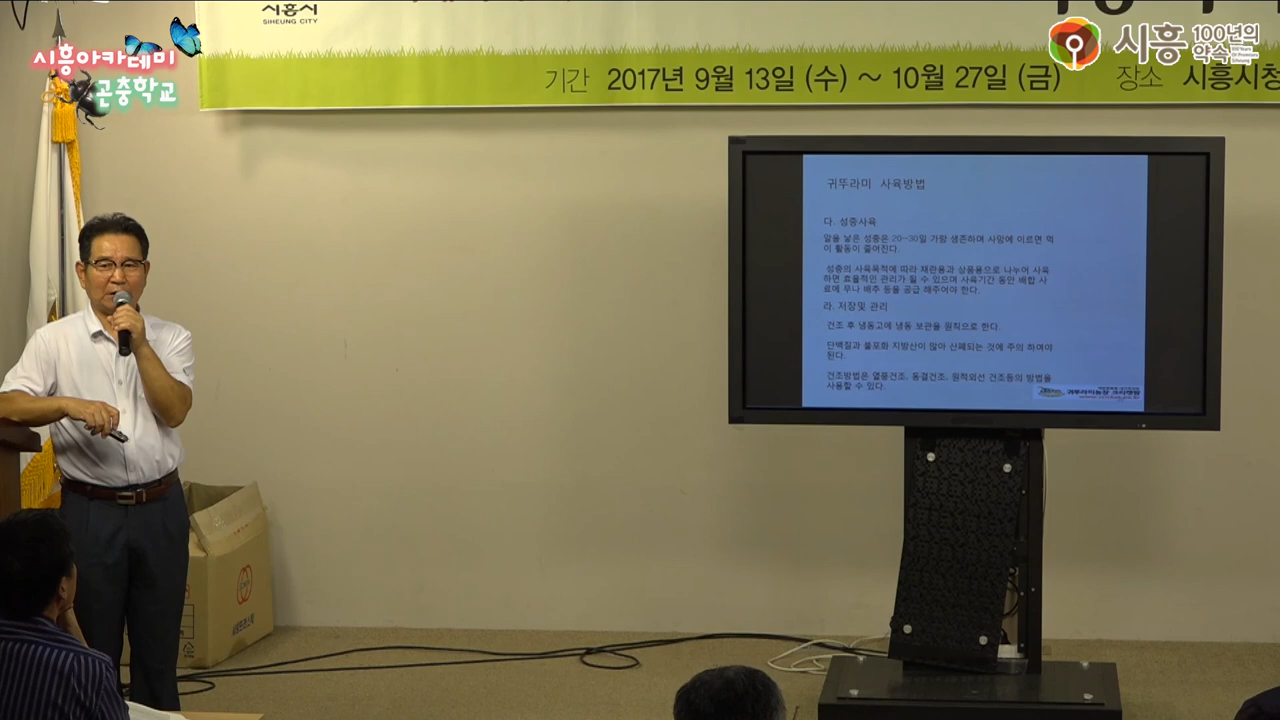 시흥시
SIHEUNG CITY
시흥아카데미
곤충학교
시흥 100년의 약속
기간 2017년 9월 13일 (수) ~ 10월 27일 (금) 장소 시흥시청
귀뚜라미 사육방법
다. 성충사육
알을 낳은 성충은 20~30일 가량 생존하며 사망에 이르면 먹
이 활동이 줄어진다.
성충의 사육목적에 따라 채란용과 상품용으로 나누어 사육
하면 효율적인 관리가 될 수 있으며 사육기간 동안 배합 사
료에 무나 배추 등을 공급 해주어야 한다.
라. 저장및 관리
건조 후 냉동고에 냉동 보관을 원칙으로 한다.
단백질과 불포화 지방산이 많아 산폐되는 것에 주의 하여야
된다.
건조방법은 열풍건조, 동결건조, 원적외선 건조등의 방법을
사용할 수 있다.